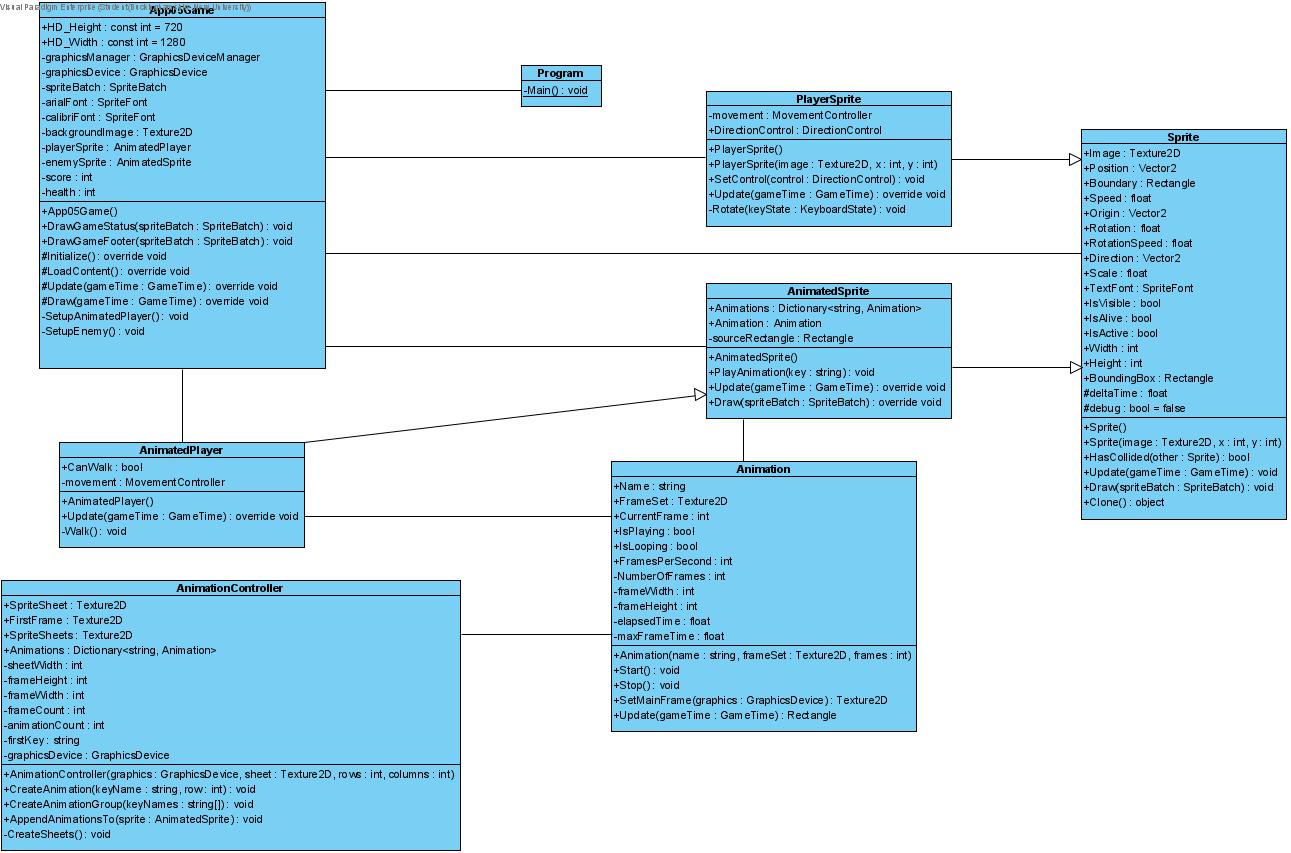 Visual Paradigm Enterprise (Student(Buckinghamshire New University))
App05Game
+HD_Height : const int = 720
+HD_Width : const int = 1280
-graphicsManager : GraphicsDeviceManager
-graphicsDevice : GraphicsDevice
-spriteBatch : SpriteBatch
-arialFont : SpriteFont
-calibriFont : SpriteFont
-backgroundImage : Texture2D
-playerSprite : AnimatedPlayer
-enemySprite : AnimatedSprite
-score : int
-health : int
+App05Game()
+DrawGameStatus(spriteBatch : SpriteBatch) : void
+DrawGameFooter(spriteBatch : SpriteBatch) : void
#Initialize() : override void
#LoadContent() : override void
#Update(gameTime : GameTime) : override void
#Draw(gameTime : GameTime) : override void
-SetupAnimatedPlayer() : void
-SetupEnemy() : void
Program
-Main() : void
PlayerSprite
-movement : MovementController
+DirectionControl : DirectionControl
+PlayerSprite()
+PlayerSprite(image : Texture2D, x : int, y : int)
+SetControl(control : DirectionControl) : void
+Update(gameTime : GameTime) : override void
-Rotate(keyState : KeyboardState) : void
Sprite
+Image : Texture2D
+Position : Vector2
+Boundary : Rectangle
+Speed : float
+Origin : Vector2
+Rotation : float
+RotationSpeed : float
+Direction : Vector2
+Scale : float
+TextFont : SpriteFont
+IsVisible : bool
+IsAlive : bool
+IsActive : bool
+Width : int
+Height : int
+BoundingBox : Rectangle
#deltaTime : float
#debug : bool = false
+Sprite()
+Sprite(image : Texture2D, x : int, y : int)
+HasCollided(other : Sprite) : bool
+Update(gameTime : GameTime) : void
+Draw(spriteBatch : SpriteBatch) : void
+Clone() : object
AnimatedSprite
+Animations : Dictionary<string, Animation>
+Animation : Animation
-sourceRectangle : Rectangle
+AnimatedSprite()
+PlayAnimation(key : string) : void
+Update(gameTime : GameTime) : override void
+Draw(spriteBatch : SpriteBatch) : override void
AnimatedPlayer
+CanWalk : bool
-movement : MovementController
+AnimatedPlayer()
+Update(gameTime : GameTime) : override void
-Walk() : void
Animation
+Name : string
+FrameSet : Texture2D
+CurrentFrame : int
+IsPlaying : bool
+IsLooping : bool
+FramesPerSecond : int
-NumberOfFrames : int
-frameWidth : int
-frameHeight : int
-elapsedTime : float
-maxFrameTime : float
+Animation(name : string, frameSet : Texture2D, frames : int)
+Start() : void
+Stop() : void
+SetMainFrame(graphics : GraphicsDevice) : Texture2D
+Update(gameTime : GameTime) : Rectangle
AnimationController
+SpriteSheet : Texture2D
+FirstFrame : Texture2D
+SpriteSheets : Texture2D
+Animations : Dictionary<string, Animation>
-sheetWidth : int
-frameHeight : int
-frameWidth : int
-frameCount : int
-animationCount : int
-firstKey : string
-graphicsDevice : GraphicsDevice
+AnimationController(graphics : GraphicsDevice, sheet : Texture2D, rows : int, columns : int)
+CreateAnimation(keyName : string, row : int) : void
+CreateAnimationGroup(keyNames : string[]) : void
+AppendAnimationsTo(sprite : AnimatedSprite) : void
-CreateSheets() : void